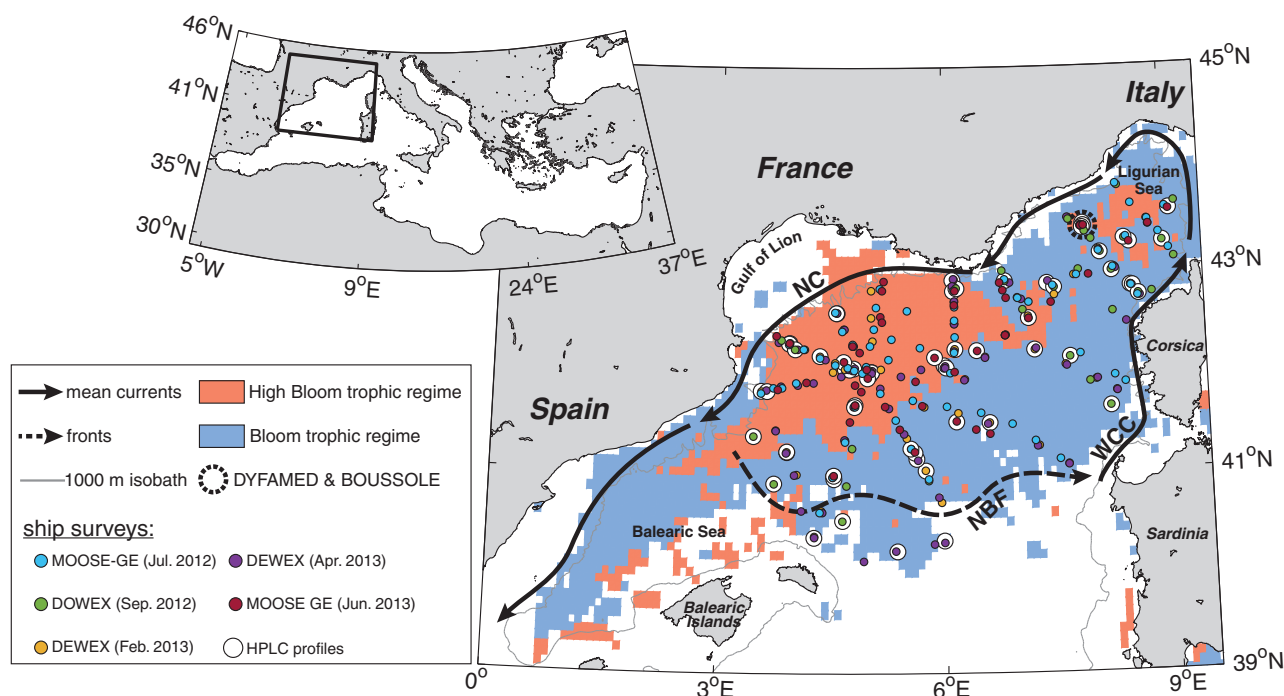 46°N
41°N
35°N
30°N
5°W
9°E
24°E
37°E
45°N
43°N
41°N
39°N
0°
3°E
6°E
9°E
Italy
France
Spain
Ligurian
Sea
Gulf of Lion
NC
Corsica
WCC
NBF
Sardinia
Balearic Sea
Balearic
Islands
mean currents
High Bloom trophic regime
fronts
Bloom trophic regime
1000 m isobath
DYFAMED & BOUSSOLE
ship surveys:
MOOSE-GE (Jul. 2012)
DEWEX (Apr. 2013)
DOWEX (Sep. 2012)
MOOSE GE (Jun. 2013)
DEWEX (Feb. 2013)
HPLC profiles